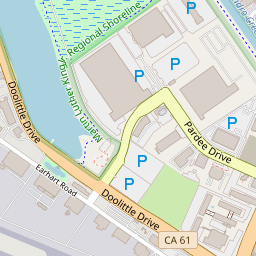 Regional Shoreline
Martin Luther King J
P
P
P
P
P
P
Pardee Drive
Doolittle Drive
Earhart Road
Doolittle Drive
CA 61